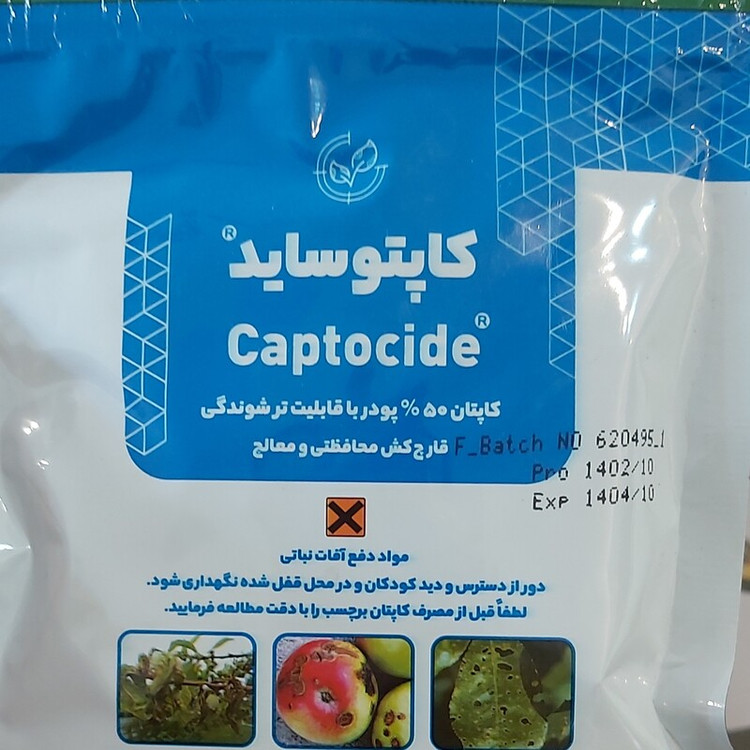 کاپتوساید®
Captocide®
کاپتان ۵۰ % پودر با قابلیت تر شوندگی
قارچ کش محافظتی و معالج
F_Batch NO 620495.1
Pro 1402/10
Exp 1404/10
مواد دفع آفات نباتی
دور از دسترس و دید کودکان و در محل قفل شده نگهداری شود.
لطفاً قبل از مصرف کاپتان برچسب را با دقت مطالعه فرمایید.